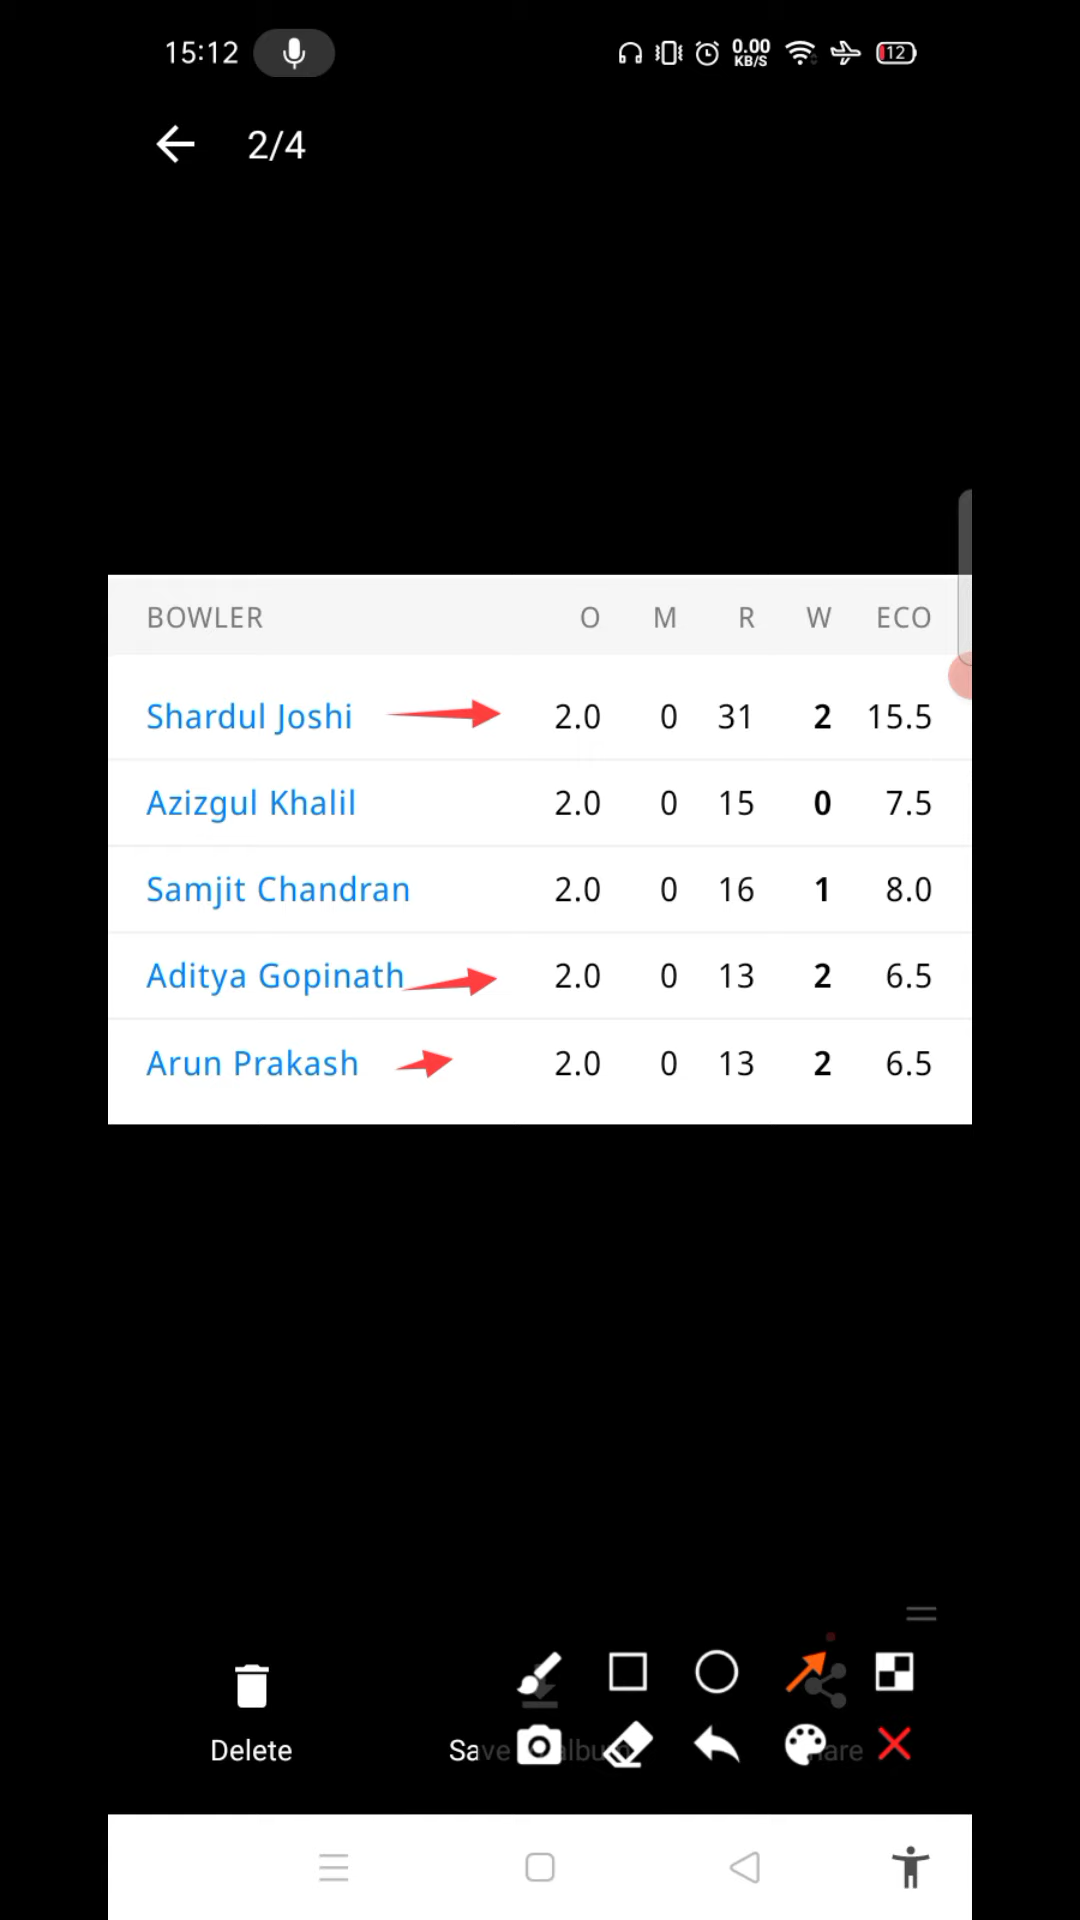 15:12 0.00 KB/S 12
2/4
BOWLER O M R W ECO
Shardul Joshi 2.0 0 31 2 15.5
Azizgul Khalil 2.0 0 15 0 7.5
Samjit Chandran 2.0 0 16 1 8.0
Aditya Gopinath 2.0 0 13 2 6.5
Arun Prakash 2.0 0 13 2 6.5
Delete Save